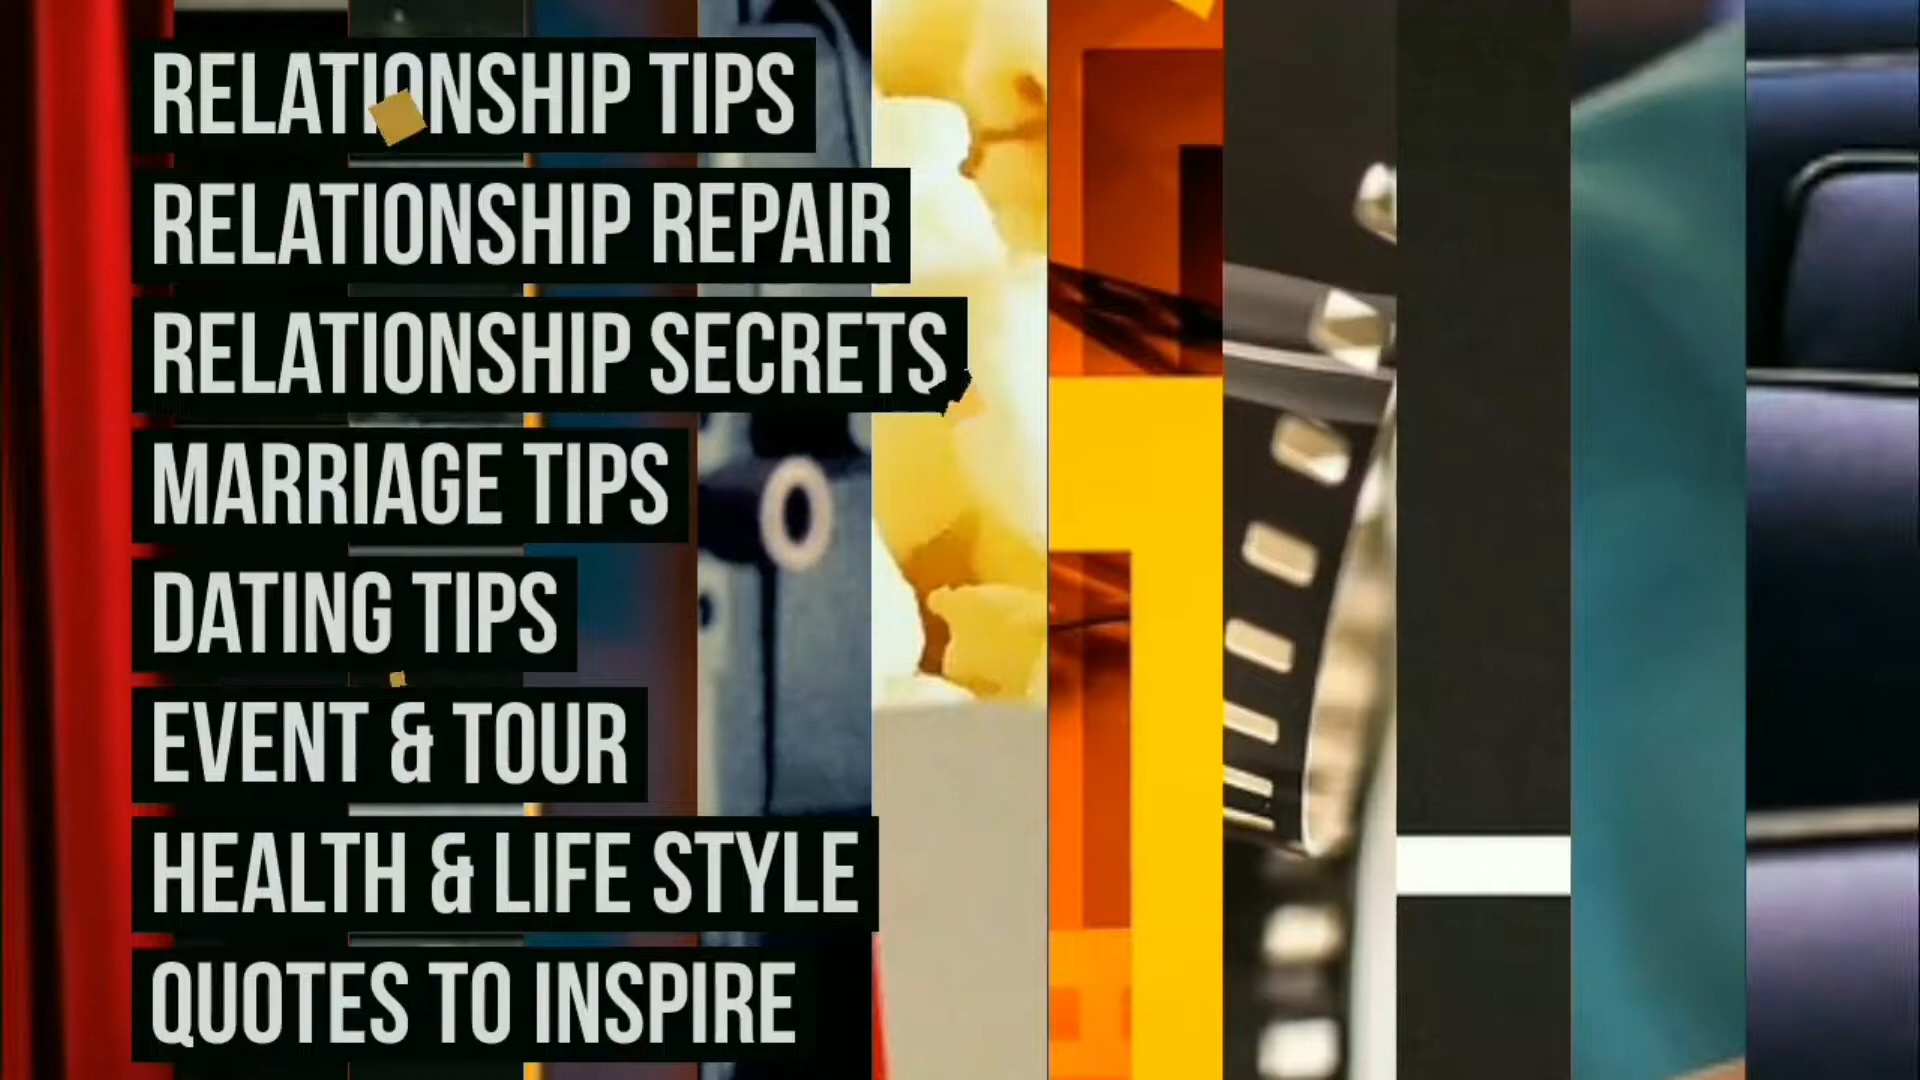 RELATIONSHIP TIPS
RELATIONSHIP REPAIR
RELATIONSHIP SECRETS
MARRIAGE TIPS
DATING TIPS
EVENT & TOUR
HEALTH & LIFE STYLE
QUOTES TO INSPIRE